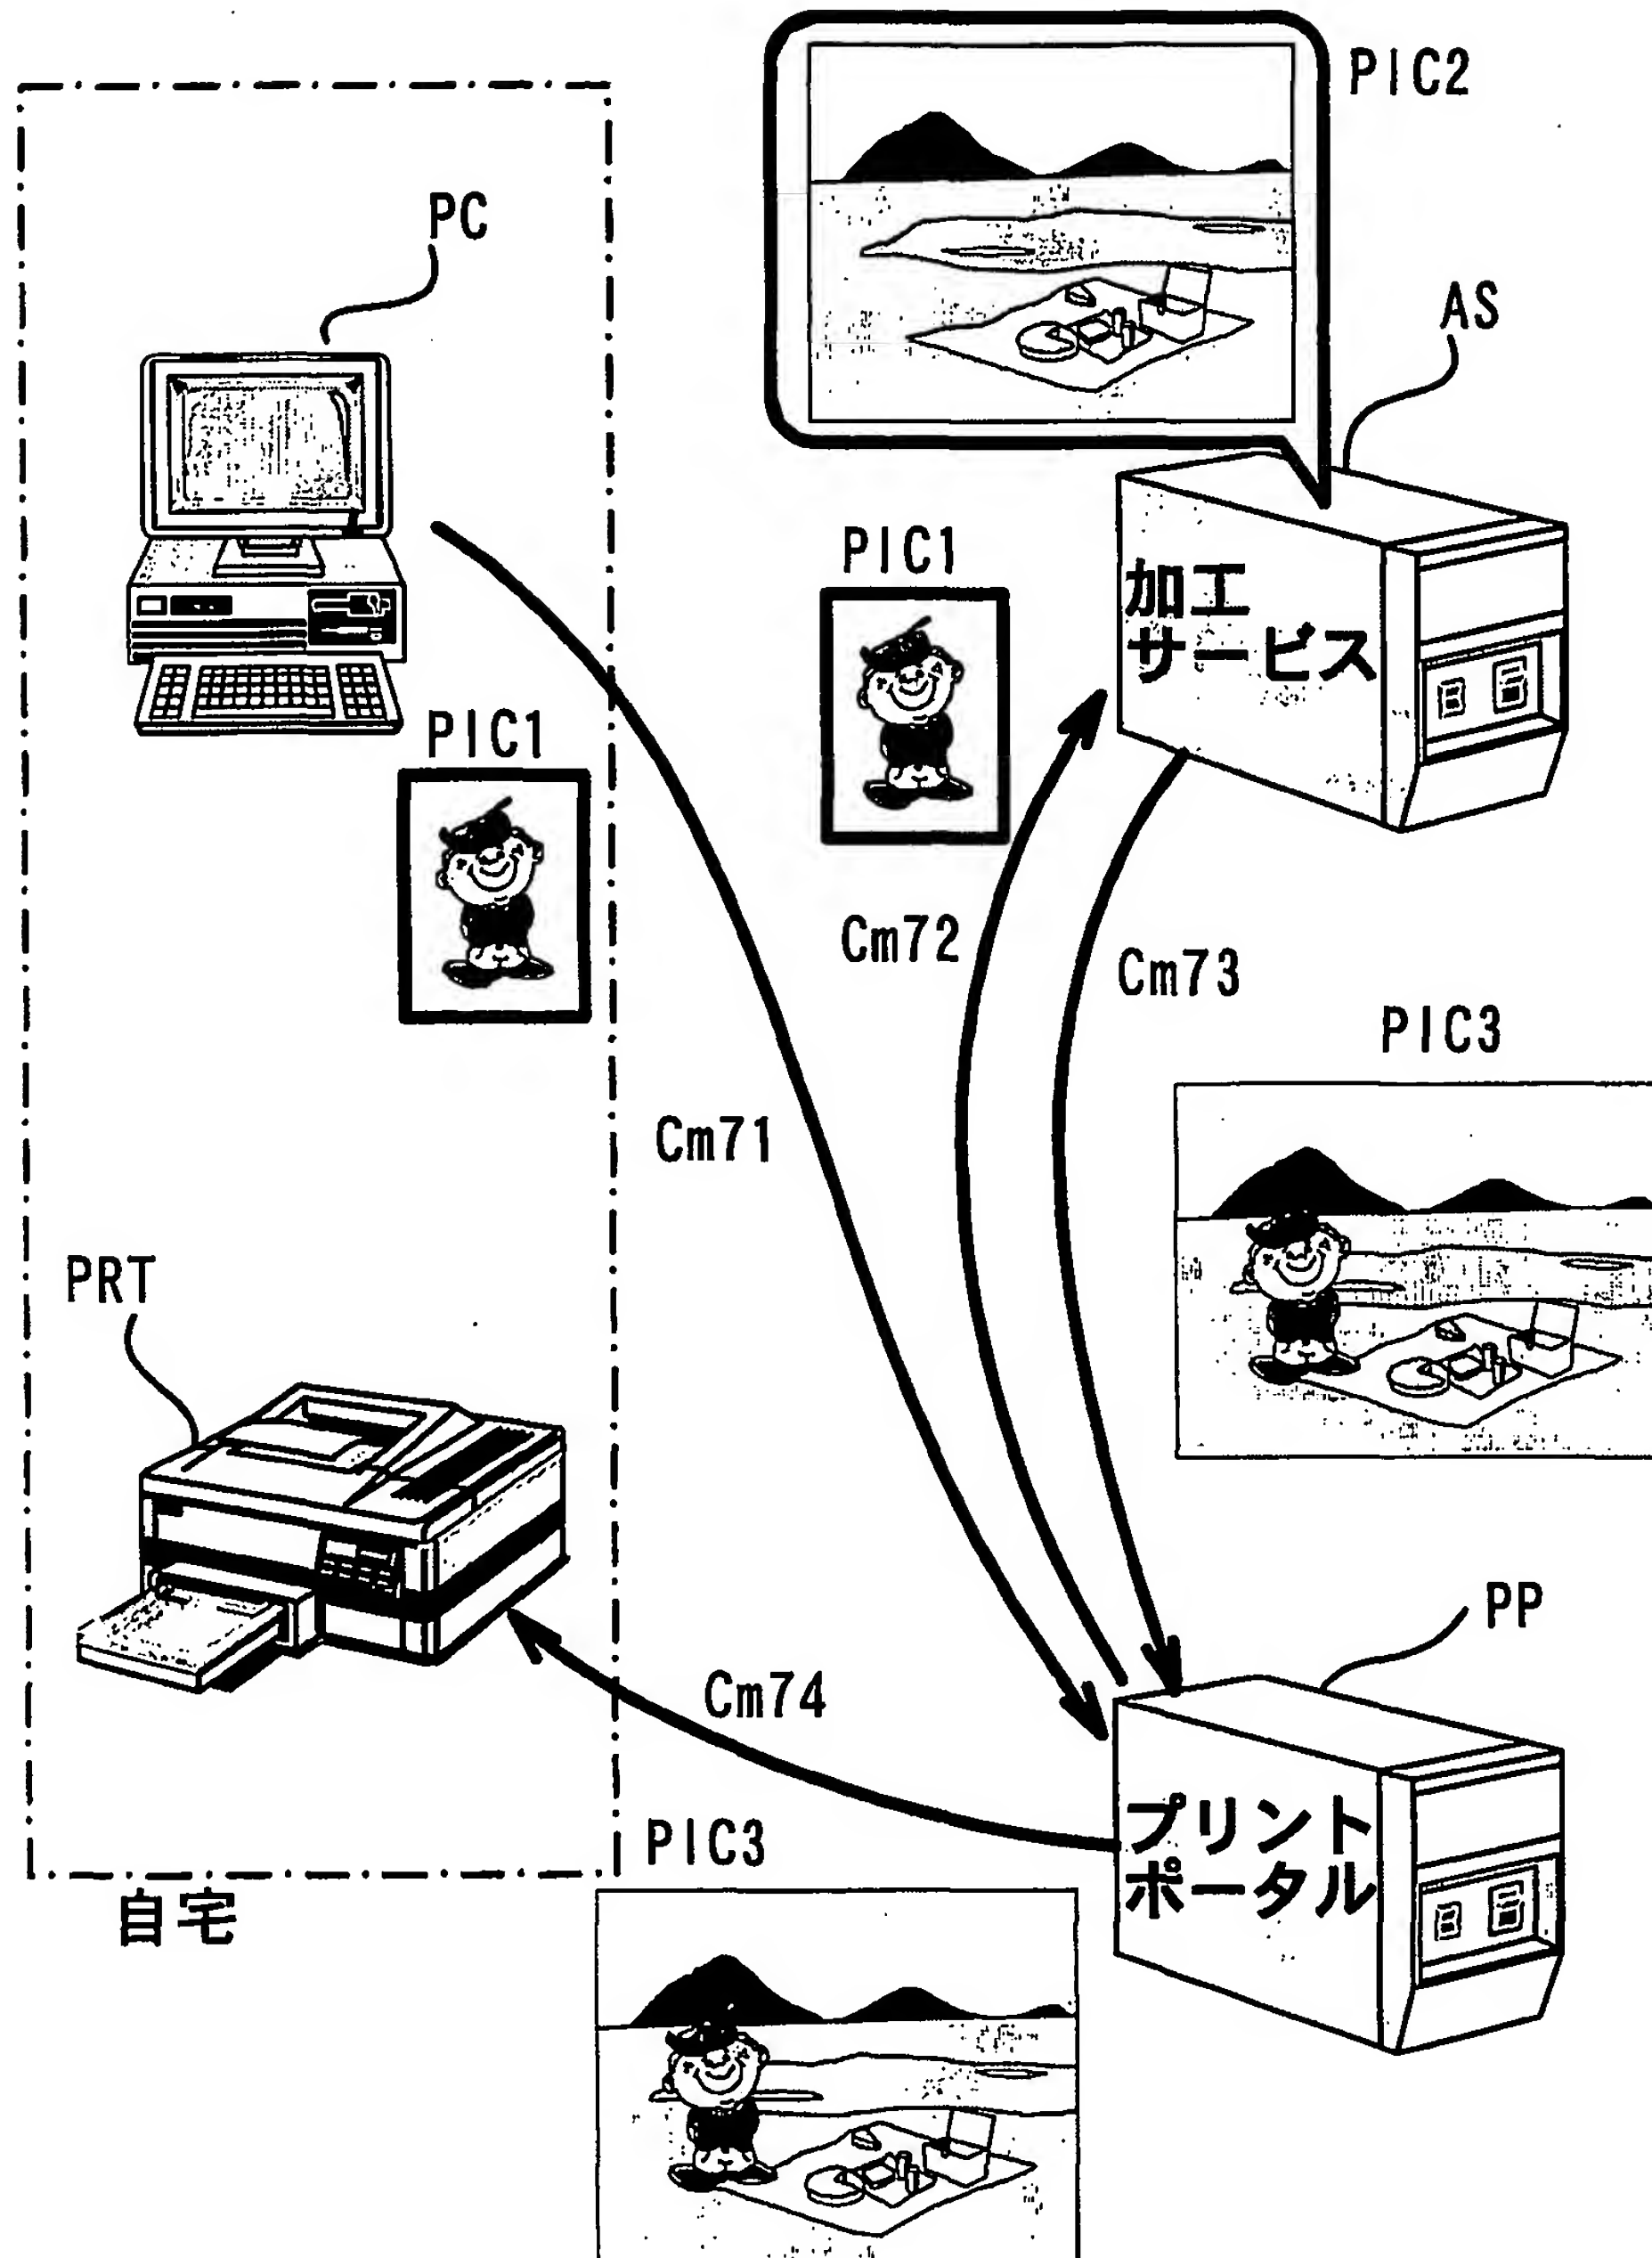 PIC2
PC
AS
PIC1
加工
サービス
PIC1
Cm72
Cm73
PIC3
Cm71
PRT
PP
Cm74
プリント
ポータル
PIC3
自宅